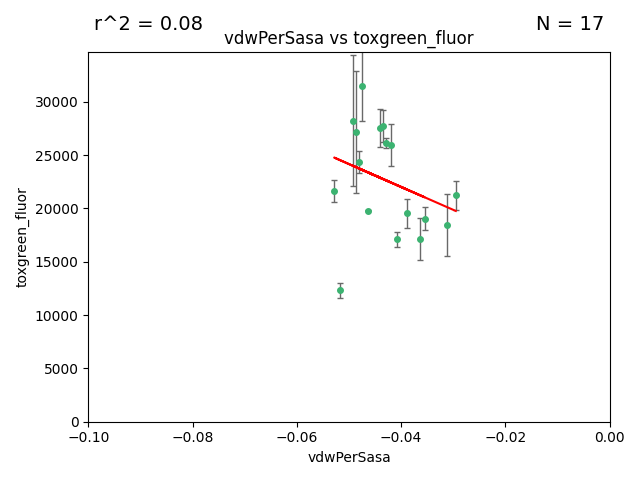 r^2 = 0.08
N = 17
vdwPerSasa vs toxgreen_fluor
30000
25000
20000
15000
10000
5000
0
toxgreen_fluor
−0.10
−0.08
−0.06
−0.04
−0.02
0.00
vdwPerSasa